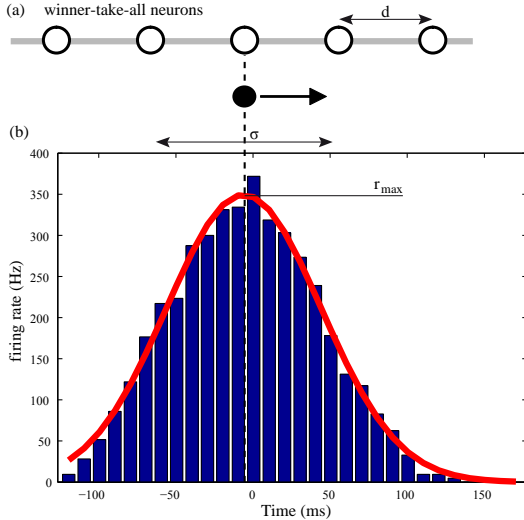 (a) winner-take-all neurons
d
(b)
σ
r_max
400
350
300
250
200
150
100
50
0
firing rate (Hz)
−100 −50 0 50 100 150
Time (ms)